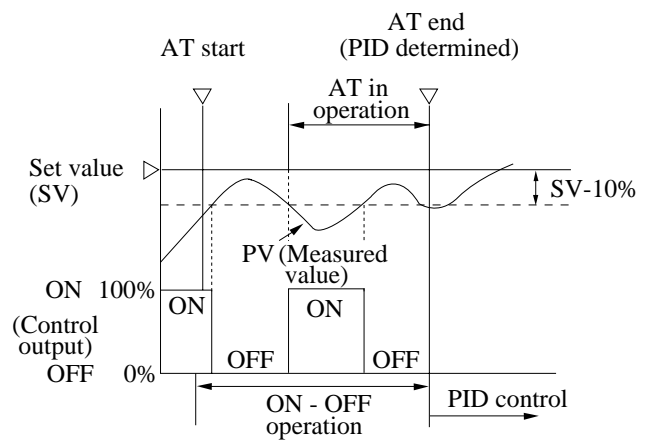 AT end
(PID determined)
AT start
AT in
operation
Set value
(SV)
SV-10%
PV (Measured
value)
ON 100%
ON
ON
(Control
output)
OFF
OFF
OFF 0%
ON - OFF
operation
PID control